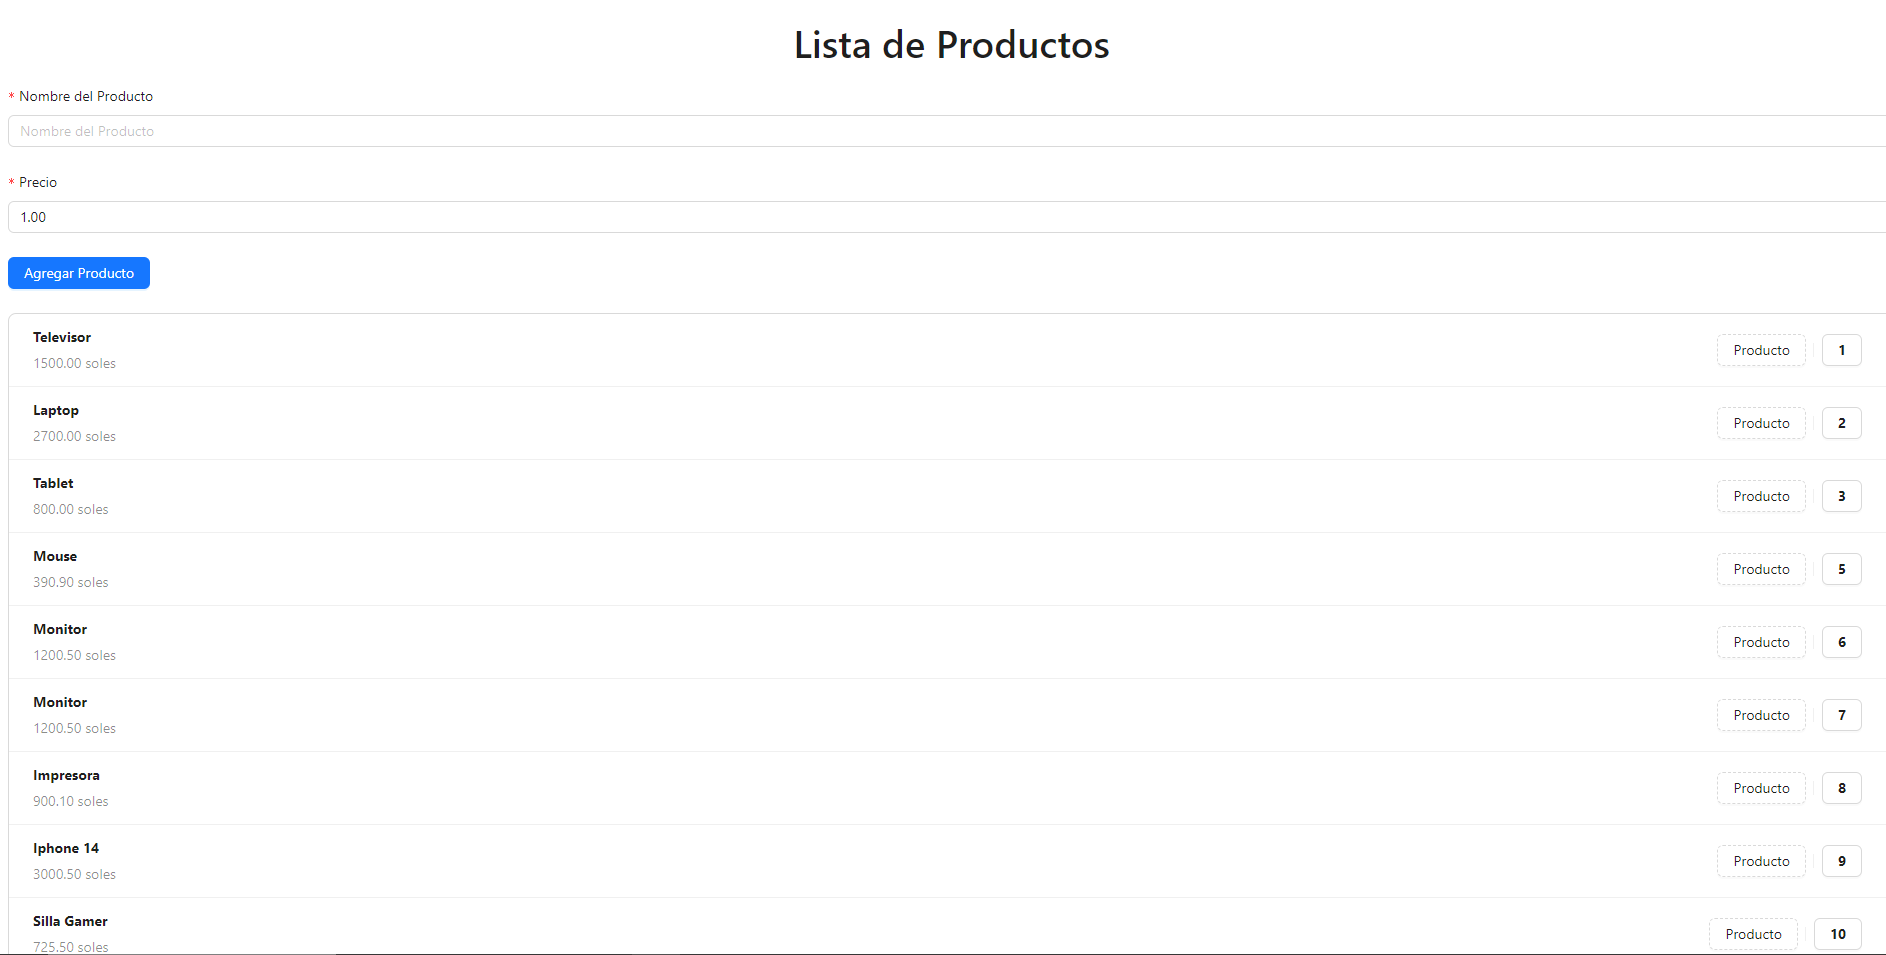 Lista de Productos
* Nombre del Producto
Nombre del Producto
* Precio
1.00
Agregar Producto
Televisor
1500.00 soles
Producto 1
Laptop
2700.00 soles
Producto 2
Tablet
800.00 soles
Producto 3
Mouse
390.90 soles
Producto 5
Monitor
1200.50 soles
Producto 6
Monitor
1200.50 soles
Producto 7
Impresora
900.10 soles
Producto 8
Iphone 14
3000.50 soles
Producto 9
Silla Gamer
725.50 soles
Producto 10